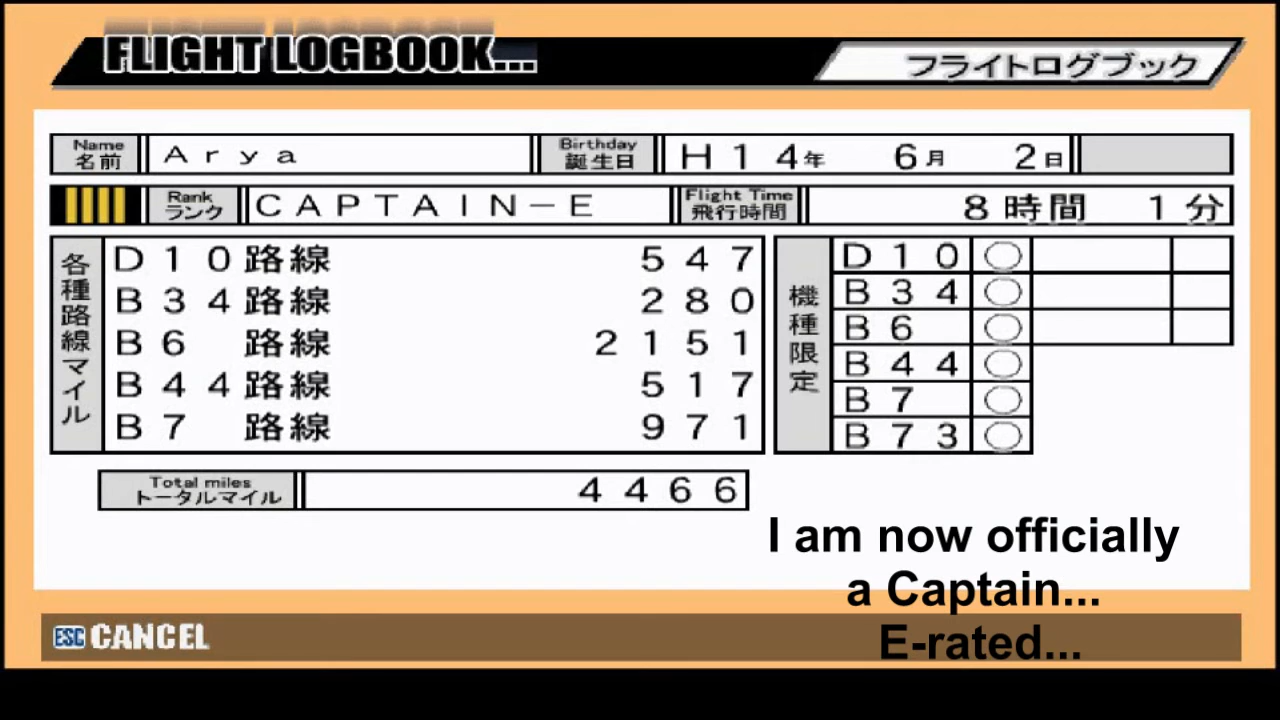 FLIGHT LOGBOOK...
フライトログブック
Name 名前 Arya Birthday 誕生日 H14年 6月 2日
Rank ランク CAPTAIN-E Flight Time 飛行時間 8時間 1分
各種路線マイル
D10路線 547
B34路線 280
B6 路線 2151
B44路線 517
B7 路線 971
機種限定
D10 ○
B34 ○
B6 ○
B44 ○
B7 ○
B73 ○
Total miles トータルマイル 4466
I am now officially
a Captain...
E-rated...
ESC CANCEL